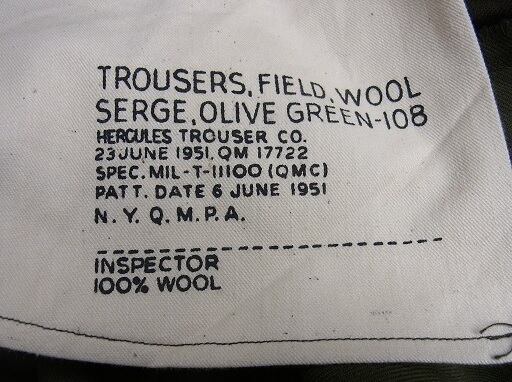 TROUSERS, FIELD, WOOL
SERGE, OLIVE GREEN-108
HERCULES TROUSER CO.
23 JUNE 1951. QM 17722
SPEC. MIL-T-11100 (QMC)
PATT. DATE 6 JUNE 1951
N.Y.Q.M.P.A.
INSPECTOR
100% WOOL